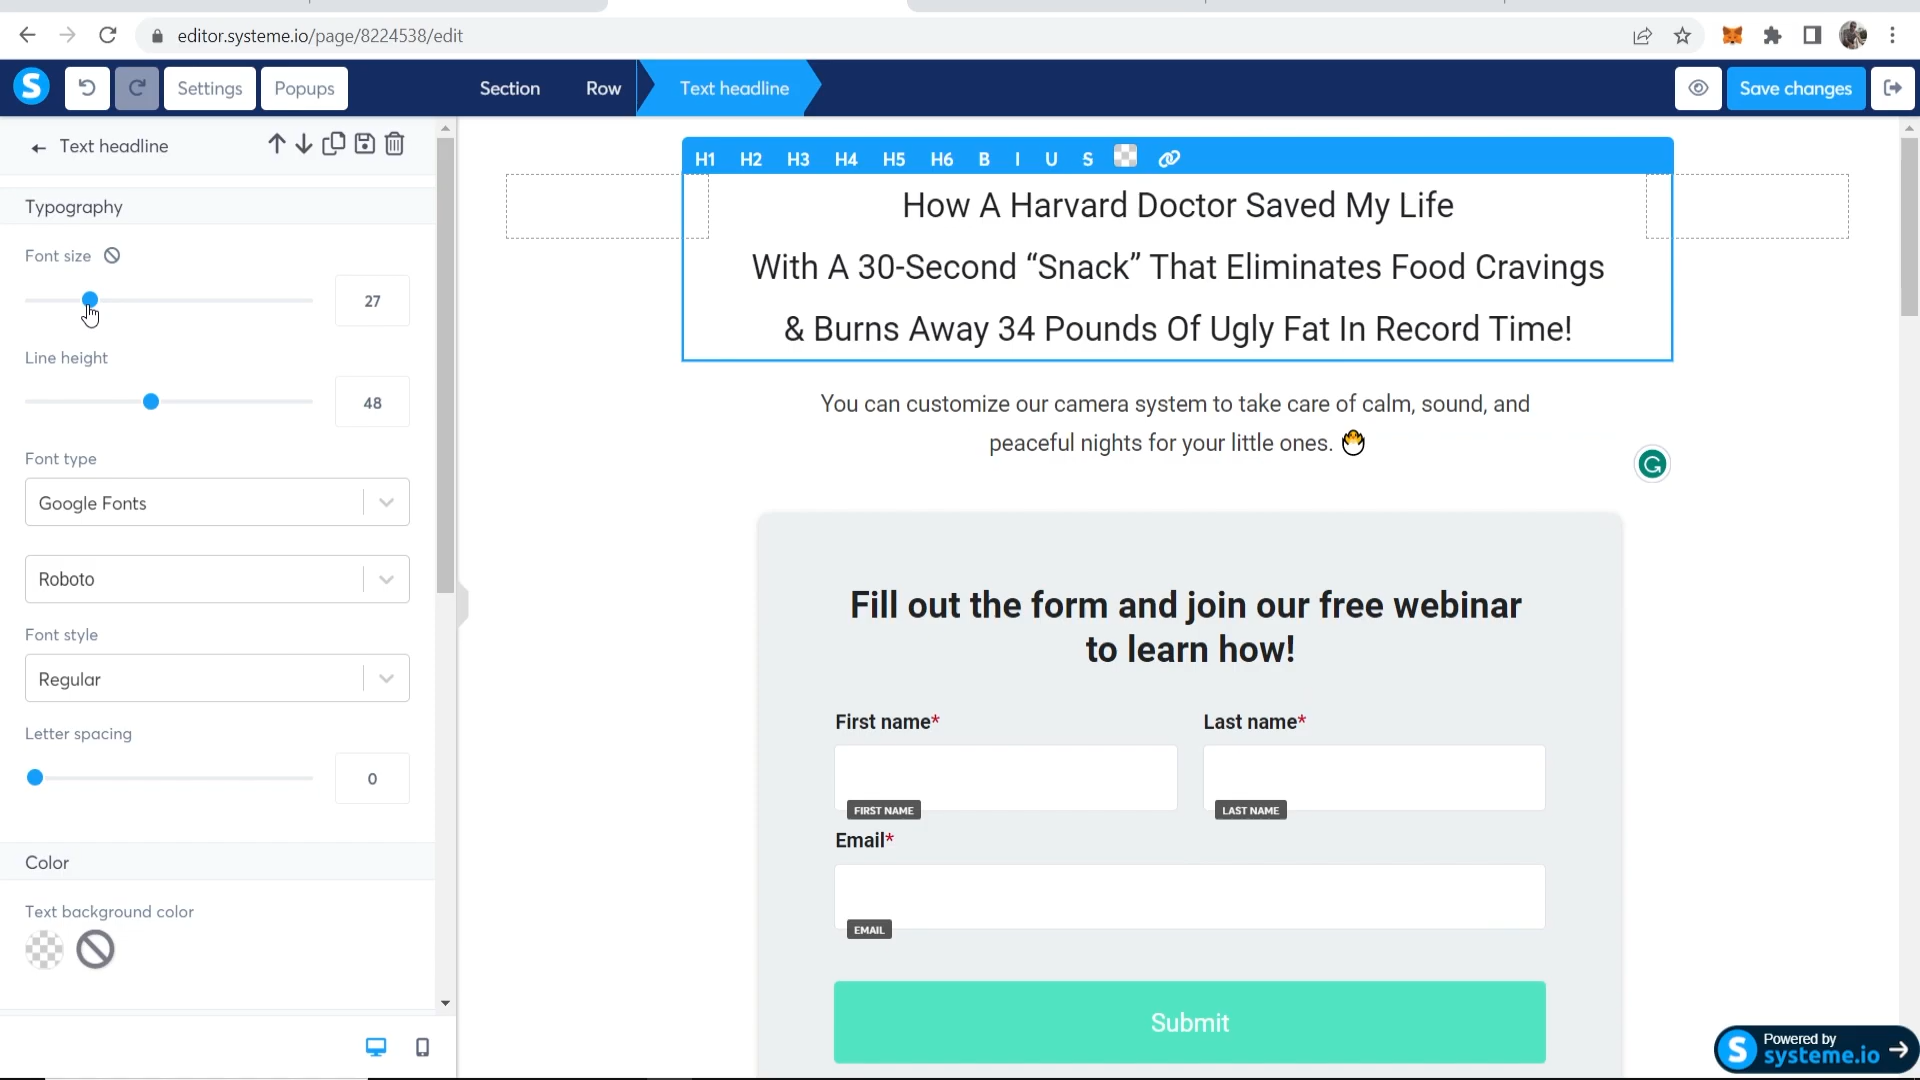 editor.systeme.io/page/8224538/edit
S
Settings
Popups
Section
Row
Text headline
Save changes
Text headline
Typography
Font size
27
Line height
48
Font type
Google Fonts
Roboto
Font style
Regular
Letter spacing
0
Color
Text background color
H1 H2 H3 H4 H5 H6 B I U S
How A Harvard Doctor Saved My Life
With A 30-Second “Snack” That Eliminates Food Cravings
& Burns Away 34 Pounds Of Ugly Fat In Record Time!
You can customize our camera system to take care of calm, sound, and
peaceful nights for your little ones.
Fill out the form and join our free webinar
to learn how!
First name*
Last name*
FIRST NAME
LAST NAME
Email*
EMAIL
Submit
S
Powered by
systeme.io